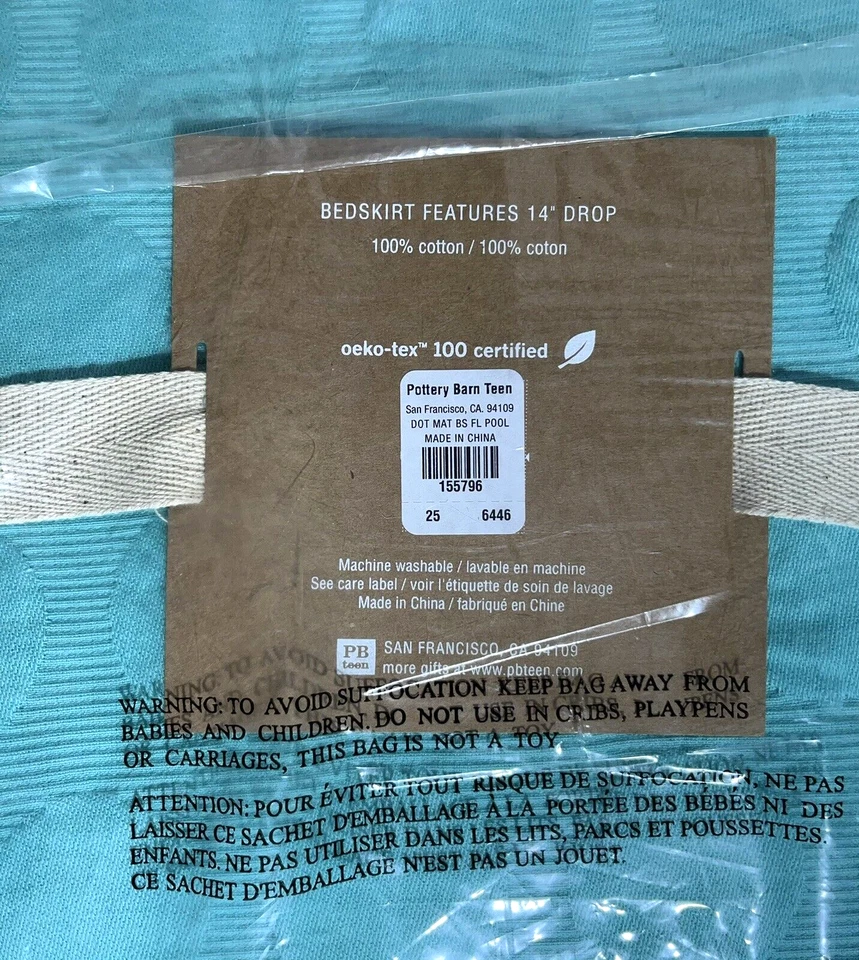 BEDSKIRT FEATURES 14" DROP
100% cotton / 100% coton
oeko-tex™ 100 certified
Pottery Barn Teen
San Francisco, CA. 94109
DOT MAT BS FL POOL
MADE IN CHINA
155796
25 6446
Machine washable / lavable en machine
See care label / voir l'étiquette de soin de lavage
Made in China / fabriqué en Chine
PB
teen
SAN FRANCISCO, CA 94109
more gifts at www.pbteen.com
WARNING: TO AVOID SUFFOCATION KEEP BAG AWAY FROM
BABIES AND CHILDREN. DO NOT USE IN CRIBS, PLAYPENS
OR CARRIAGES, THIS BAG IS NOT A TOY
ATTENTION: POUR ÉVITER TOUT RISQUE DE SUFFOCATION, NE PAS
LAISSER CE SACHET D'EMBALLAGE À LA PORTÉE DES BÉBÉS NI DES
ENFANTS. NE PAS UTILISER DANS LES LITS, PARCS ET POUSSETTES.
CE SACHET D'EMBALLAGE N'EST PAS UN JOUET.